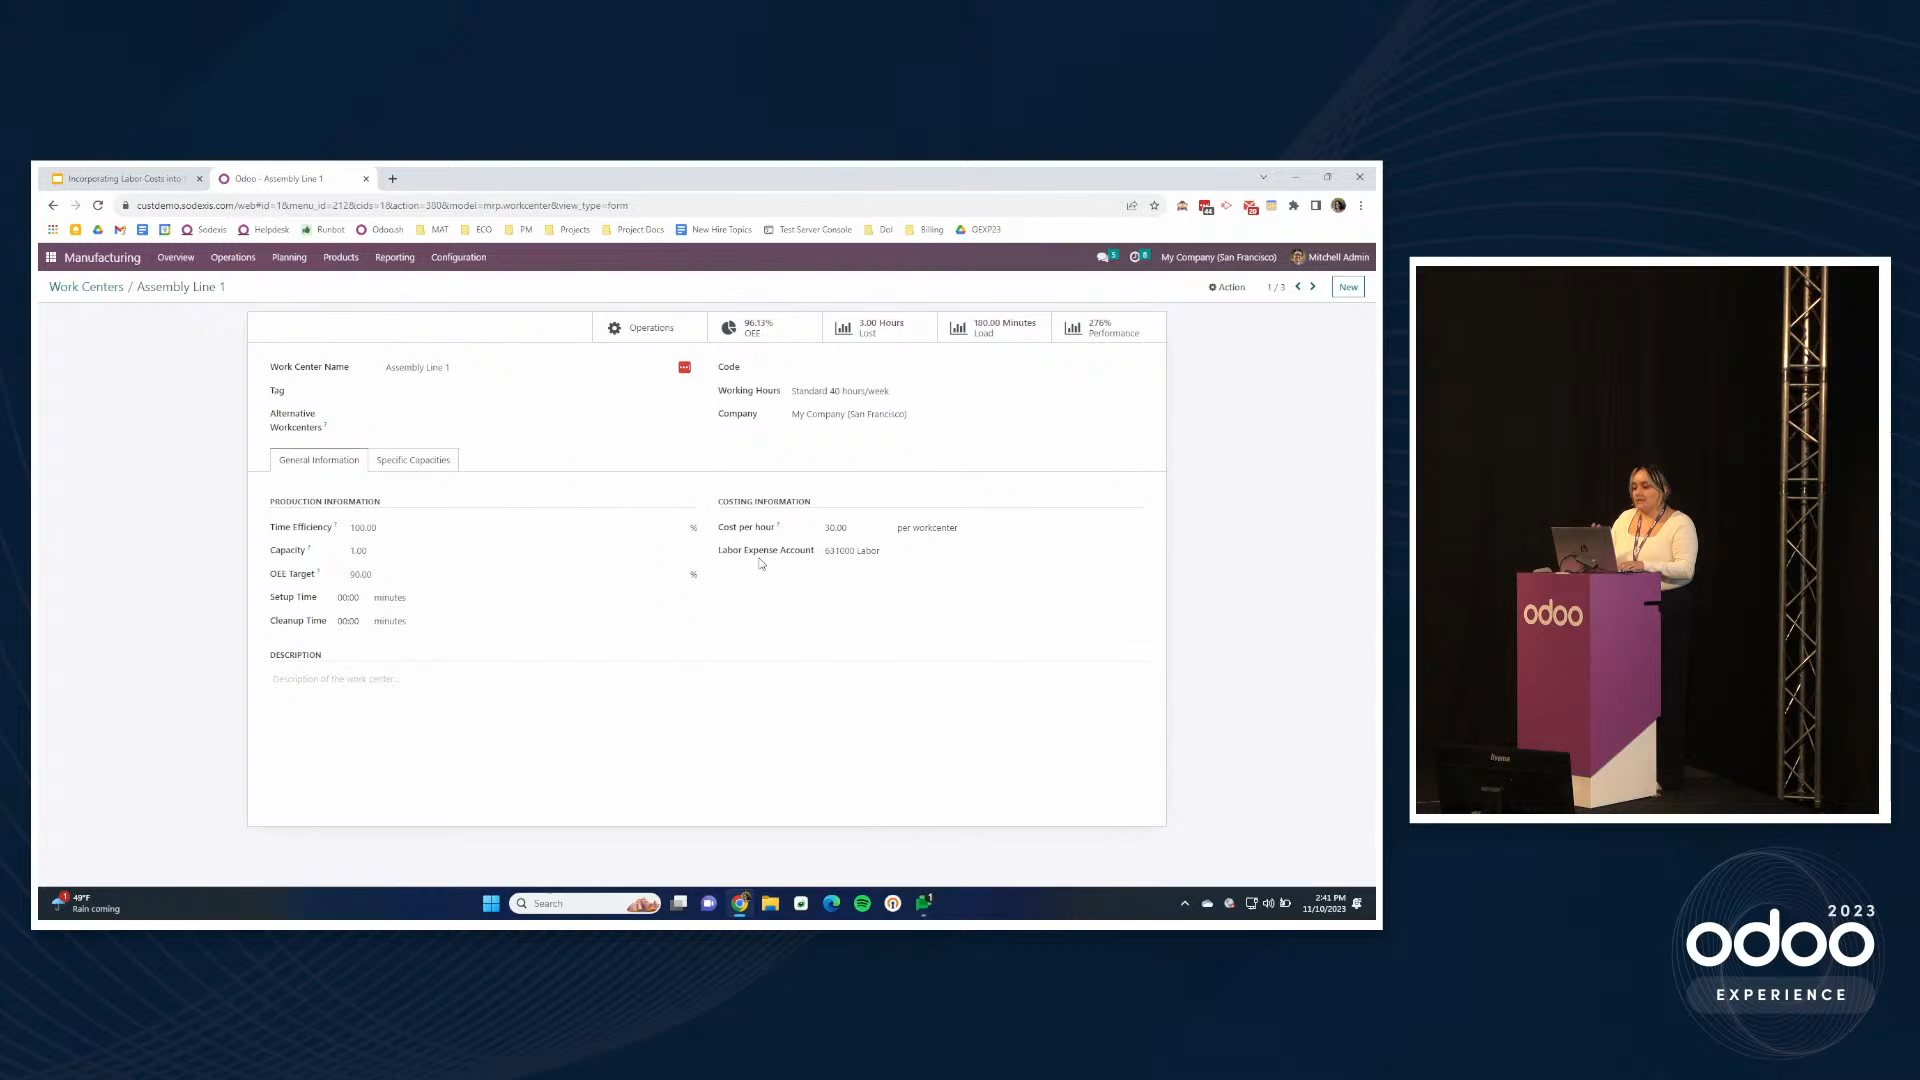 Incorporating Labor Costs into
Odoo - Assembly Line 1
custdemo.sodexis.com/web#id=1&menu_id=212&cids=1&action=380&model=mrp.workcenter&view_type=form
44
20
Sodexis
Helpdesk
Runbot
Odoo.sh
MAT
ECO
PM
Projects
Project Docs
New Hire Topics
Test Server Console
DoI
Billing
OEXP23
Manufacturing
Overview
Operations
Planning
Products
Reporting
Configuration
5
8
My Company (San Francisco)
Mitchell Admin
Work Centers / Assembly Line 1
Action
1 / 3
New
Operations
96.13%
OEE
3.00 Hours
Lost
180.00 Minutes
Load
276%
Performance
Work Center Name
Assembly Line 1
Tag
Alternative
Workcenters ?
Code
Working Hours
Standard 40 hours/week
Company
My Company (San Francisco)
General Information
Specific Capacities
PRODUCTION INFORMATION
Time Efficiency ? 100.00 %
Capacity ? 1.00
OEE Target ? 90.00 %
Setup Time 00:00 minutes
Cleanup Time 00:00 minutes
COSTING INFORMATION
Cost per hour ? 30.00 per workcenter
Labor Expense Account 631000 Labor
DESCRIPTION
Description of the work center...
1
49°F
Rain coming
Search
1
2:41 PM
11/10/2023
odoo
iiyama
2023
odoo
EXPERIENCE